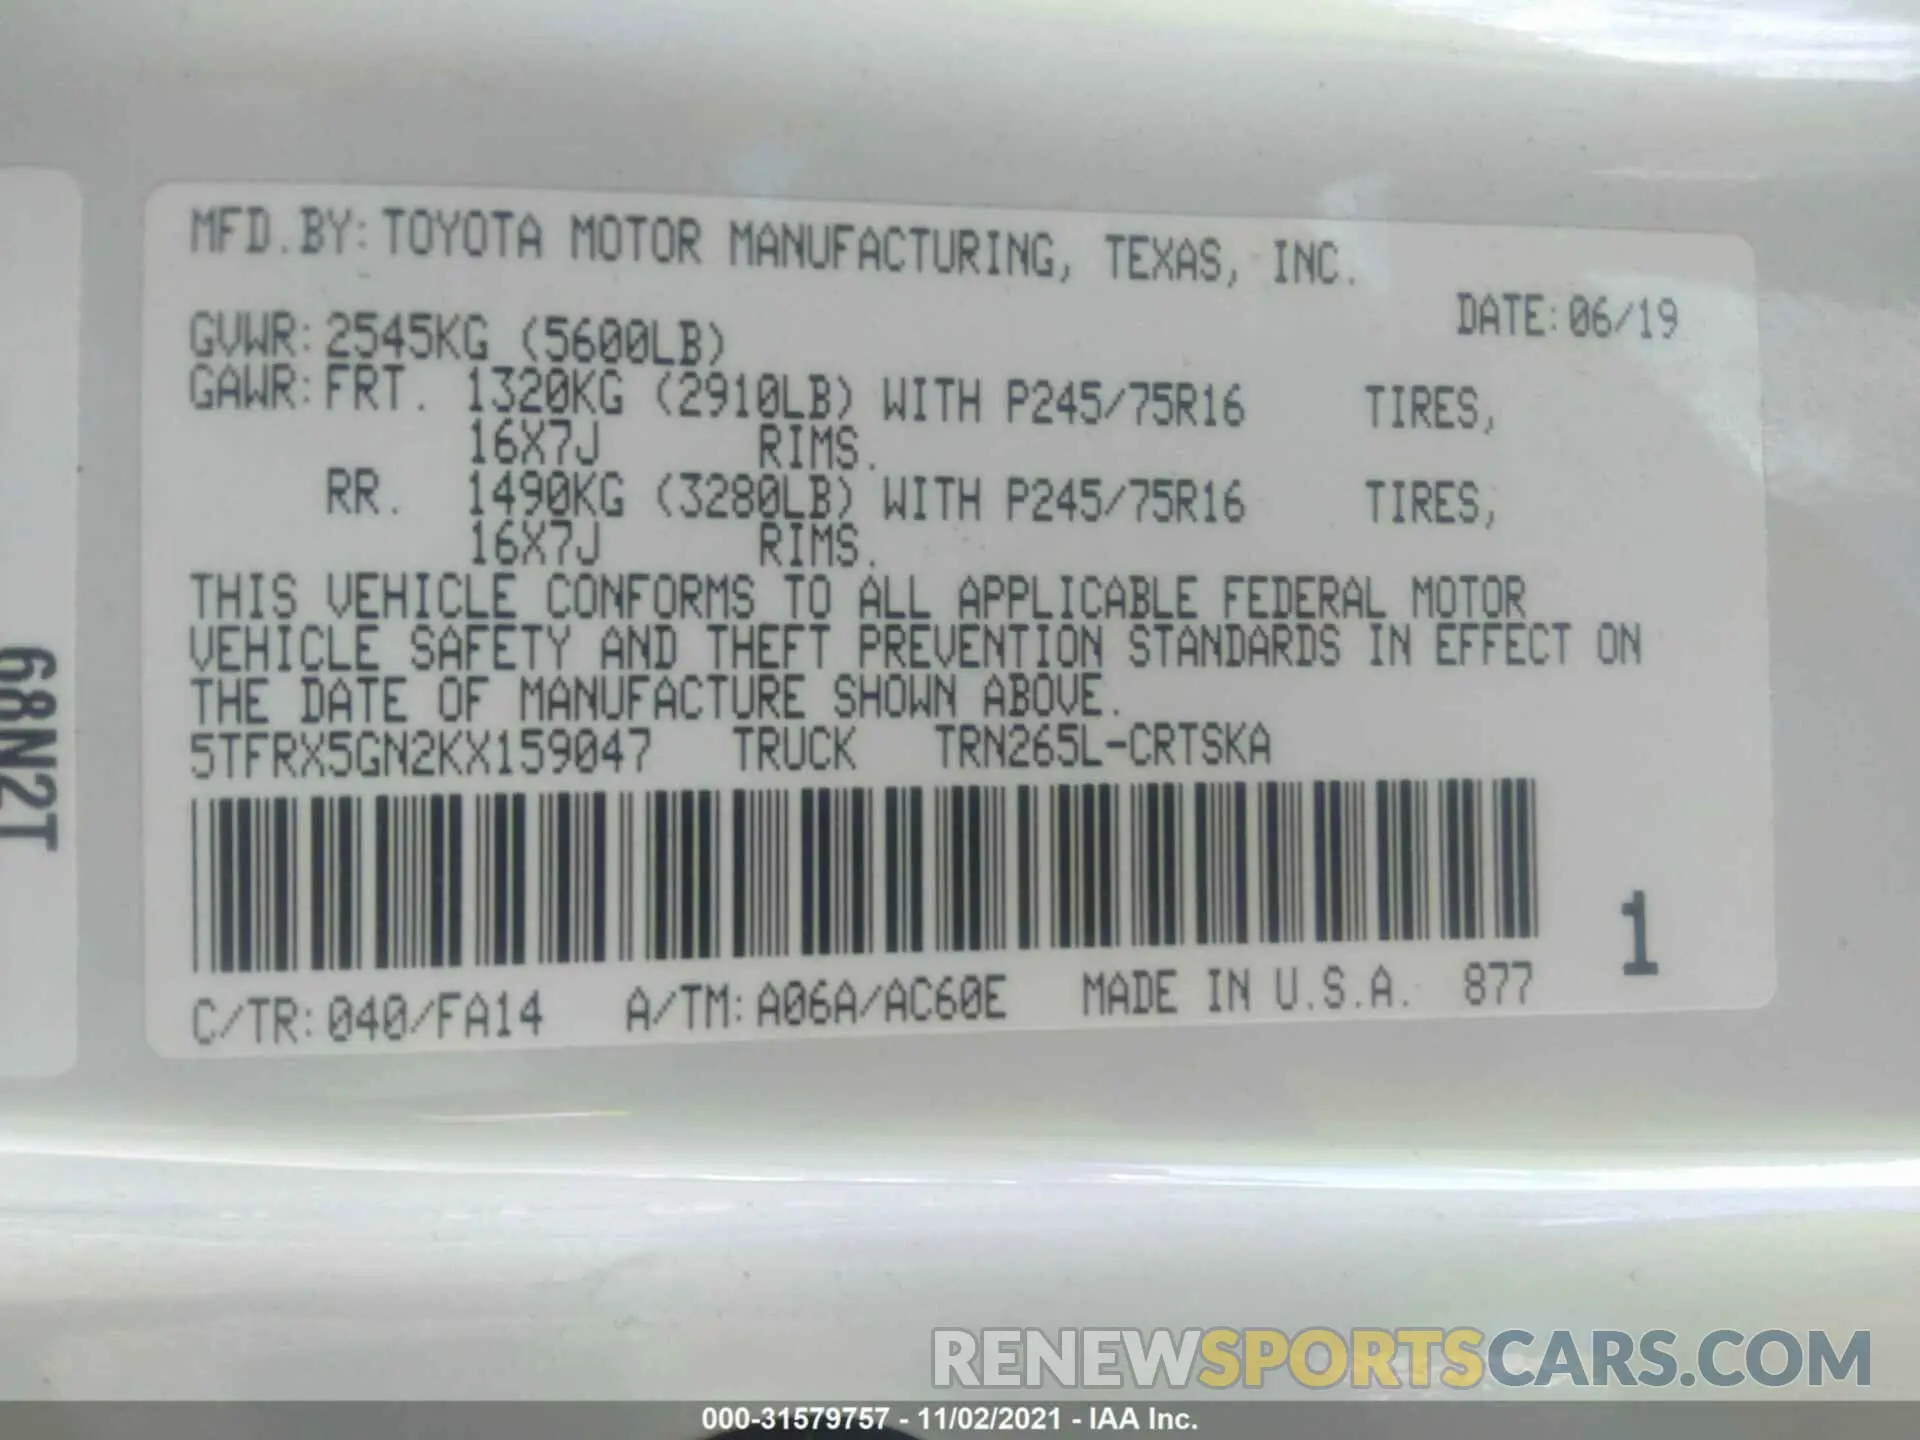 MFD.BY: TOYOTA MOTOR MANUFACTURING, TEXAS, INC.
DATE: 06/19
GVWR: 2545KG (5600LB)
GAWR: FRT. 1320KG (2910LB) WITH P245/75R16 TIRES,
16X7J RIMS.
RR. 1490KG (3280LB) WITH P245/75R16 TIRES,
16X7J RIMS.
THIS VEHICLE CONFORMS TO ALL APPLICABLE FEDERAL MOTOR
VEHICLE SAFETY AND THEFT PREVENTION STANDARDS IN EFFECT ON
THE DATE OF MANUFACTURE SHOWN ABOVE.
5TFRX5GN2KX159047 TRUCK TRN265L-CRTSKA
1
C/TR: 040/FA14 A/TM: A06A/AC60E MADE IN U.S.A. 877
68N2T
RENEWSPORTSCARS.COM
000-31579757 - 11/02/2021 - IAA Inc.